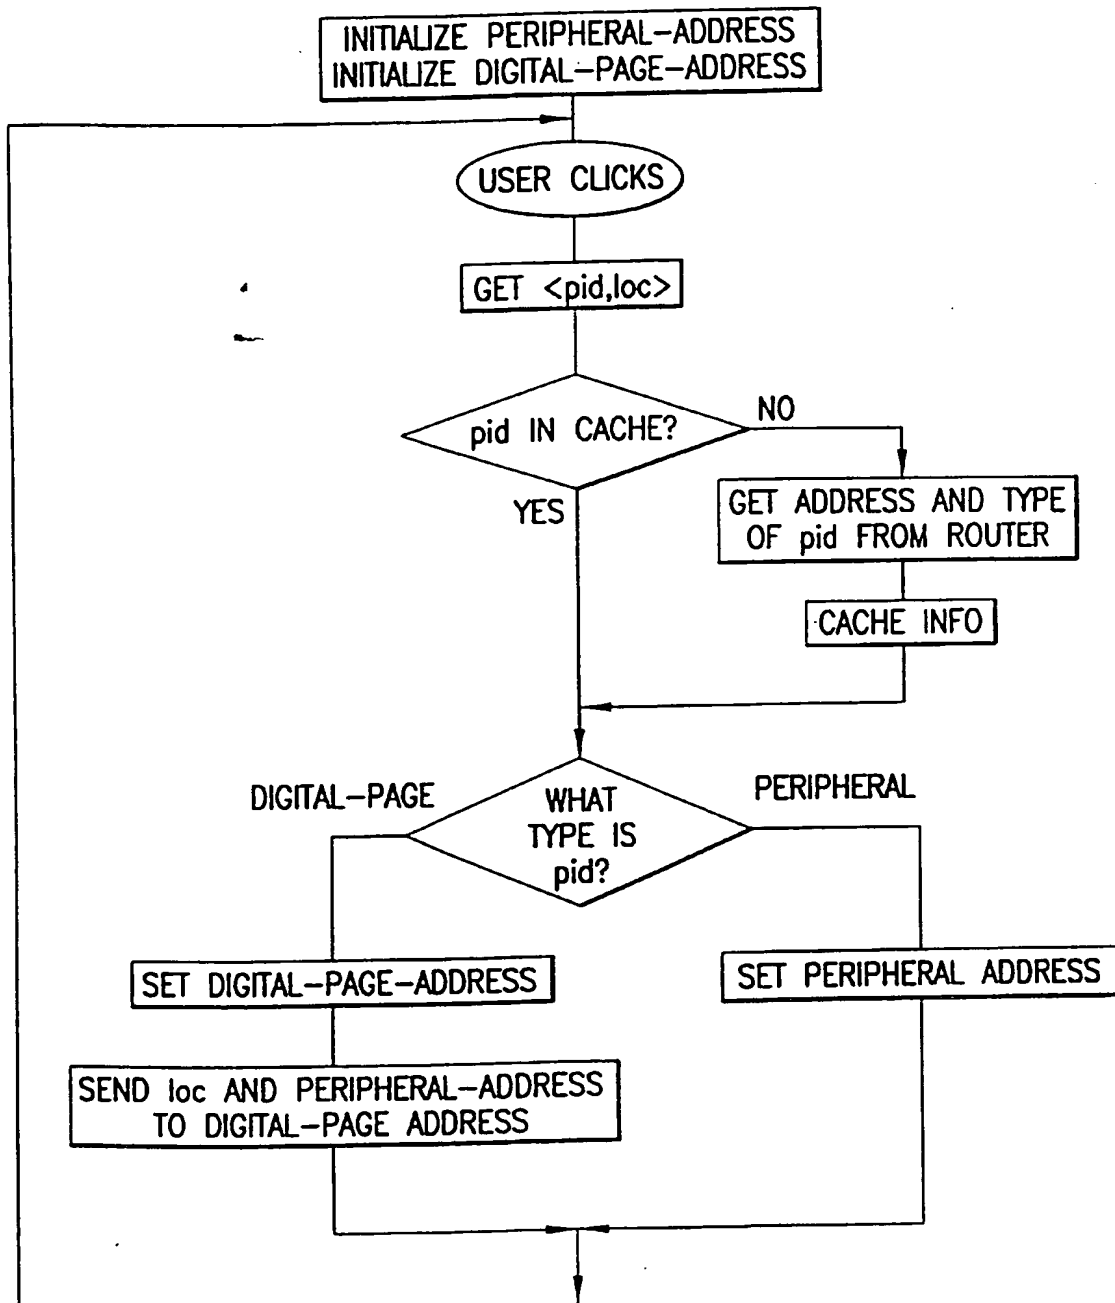 INITIALIZE PERIPHERAL-ADDRESS
INITIALIZE DIGITAL-PAGE-ADDRESS
USER CLICKS
GET <pid,loc>
pid IN CACHE?
NO
YES
GET ADDRESS AND TYPE
OF pid FROM ROUTER
CACHE INFO
DIGITAL-PAGE
WHAT
TYPE IS
pid?
PERIPHERAL
SET DIGITAL-PAGE-ADDRESS
SET PERIPHERAL ADDRESS
SEND loc AND PERIPHERAL-ADDRESS
TO DIGITAL-PAGE ADDRESS